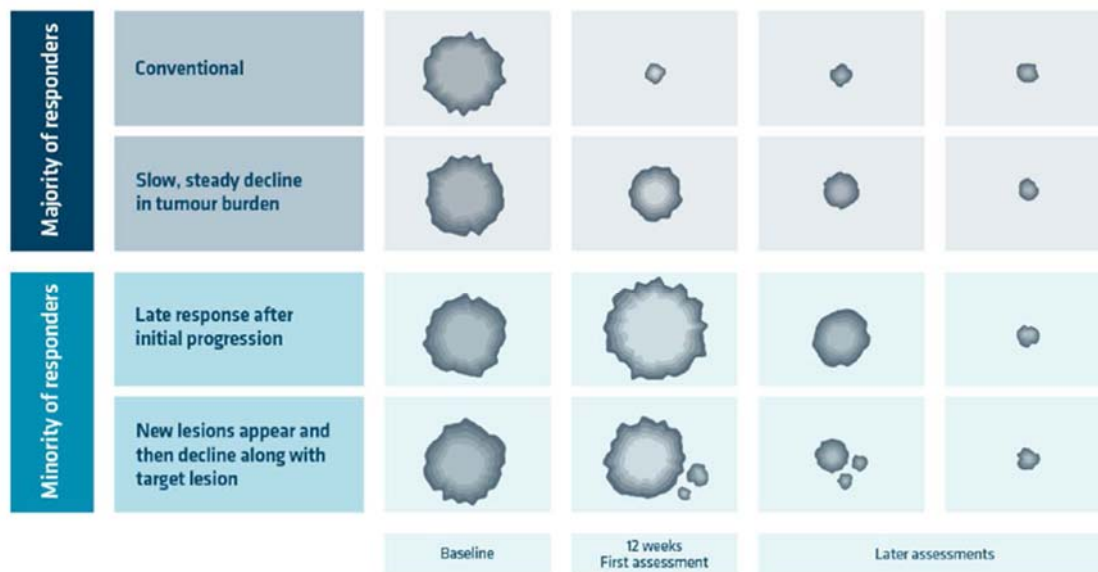 Majority of responders
Conventional
Slow, steady decline
in tumour burden
Minority of responders
Late response after
initial progression
New lesions appear and
then decline along with
target lesion
Baseline
12 weeks
First assessment
Later assessments